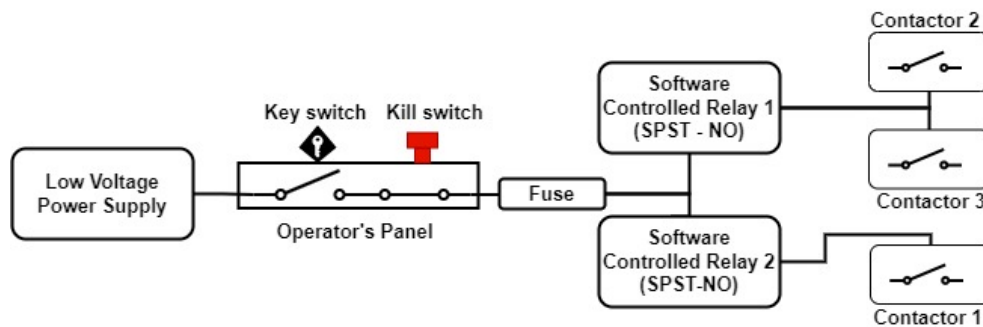 Contactor 2
Software
Controlled Relay 1
(SPST - NO)
Key switch
Kill switch
Low Voltage
Power Supply
Fuse
Contactor 3
Operator's Panel
Software
Controlled Relay 2
(SPST-NO)
Contactor 1